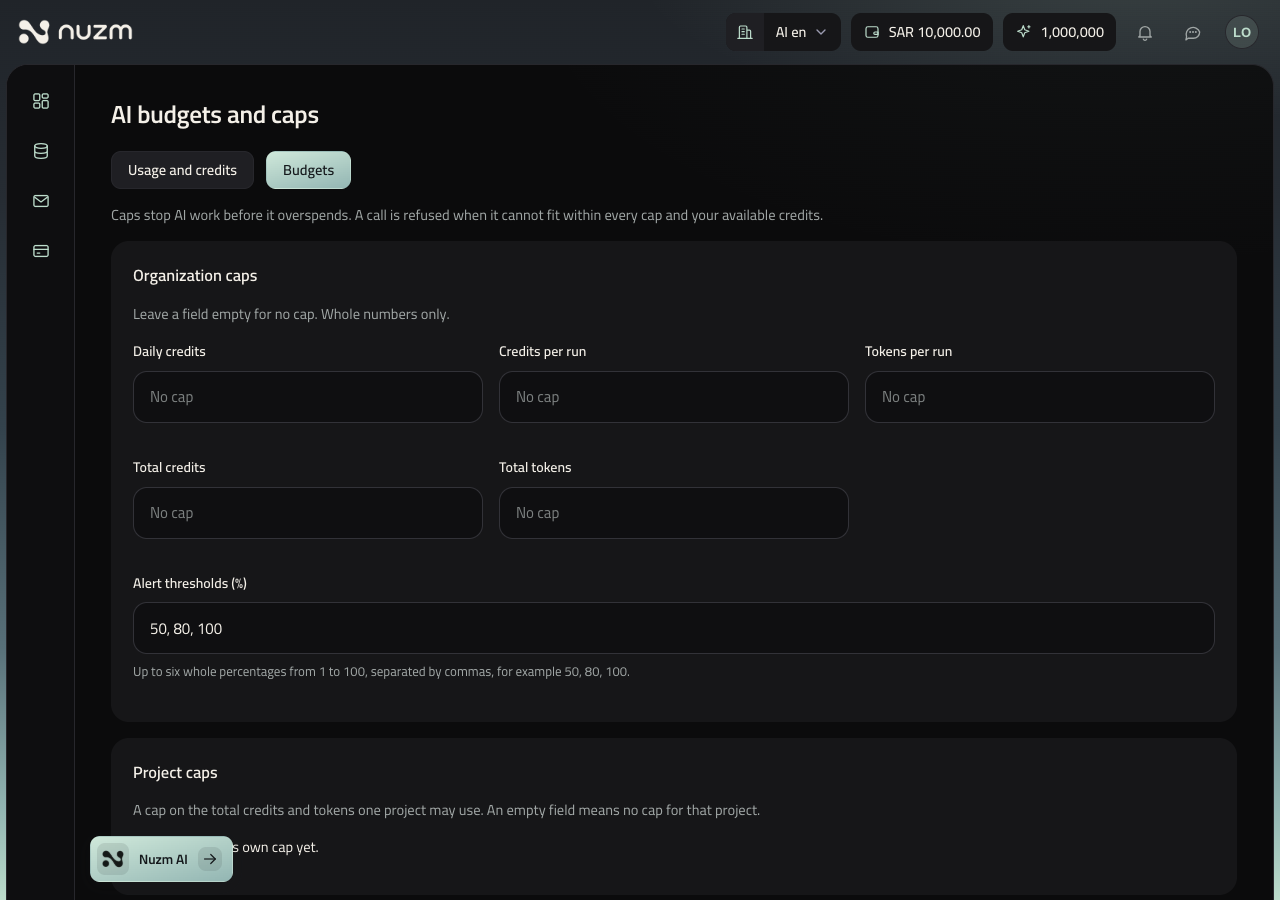 nuzm
AI en
SAR 10,000.00
1,000,000
LO
AI budgets and caps
Usage and credits
Budgets
Caps stop AI work before it overspends. A call is refused when it cannot fit within every cap and your available credits.
Organization caps
Leave a field empty for no cap. Whole numbers only.
Daily credits
Credits per run
Tokens per run
No cap
No cap
No cap
Total credits
Total tokens
No cap
No cap
Alert thresholds (%)
50, 80, 100
Up to six whole percentages from 1 to 100, separated by commas, for example 50, 80, 100.
Project caps
A cap on the total credits and tokens one project may use. An empty field means no cap for that project.
own cap yet.
Nuzm AI